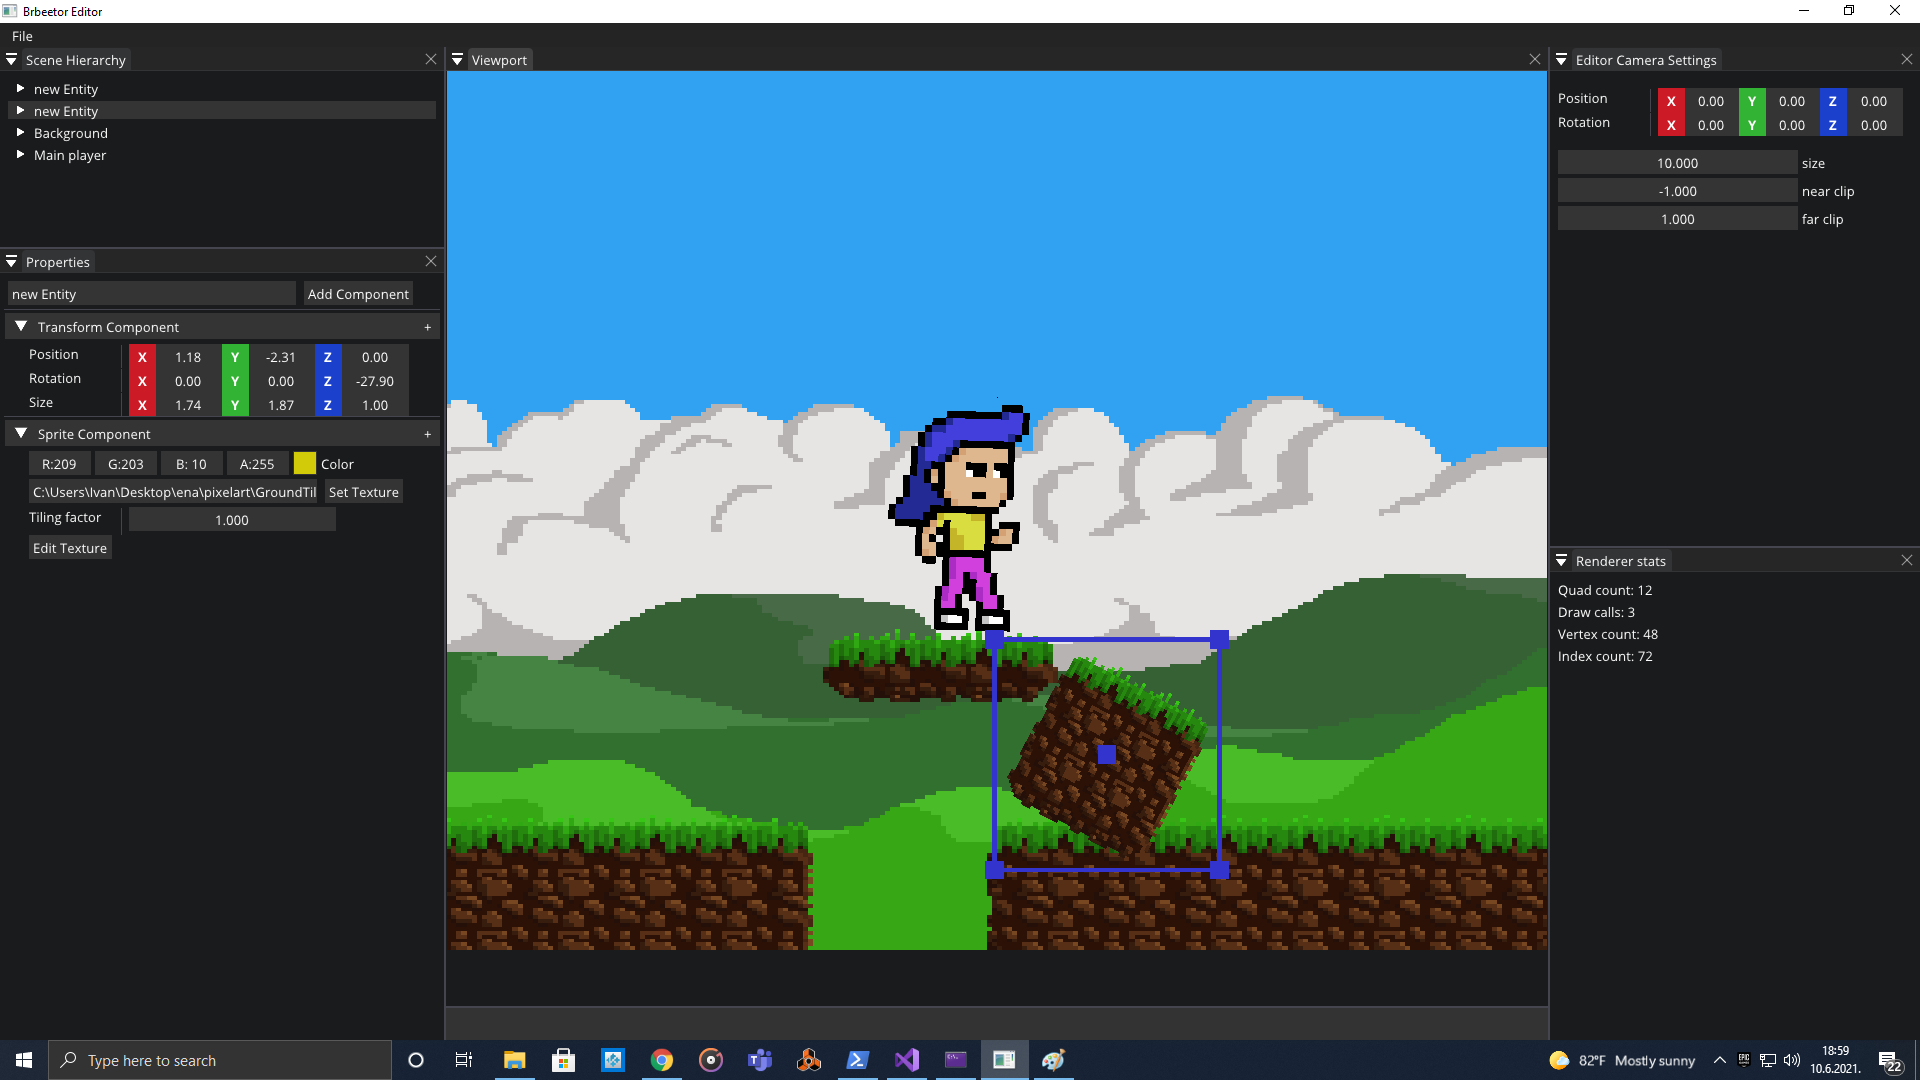 Brbeetor Editor
File
Scene Hierarchy
new Entity
new Entity
Background
Main player
Properties
new Entity
Add Component
Transform Component +
Position X 1.18 Y -2.31 Z 0.00
Rotation X 0.00 Y 0.00 Z -27.90
Size X 1.74 Y 1.87 Z 1.00
Sprite Component +
R:209 G:203 B: 10 A:255 Color
C:\Users\Ivan\Desktop\ena\pixelart\GroundTil Set Texture
Tiling factor 1.000
Edit Texture
Viewport
Editor Camera Settings
Position X 0.00 Y 0.00 Z 0.00
Rotation X 0.00 Y 0.00 Z 0.00
10.000 size
-1.000 near clip
1.000 far clip
Renderer stats
Quad count: 12
Draw calls: 3
Vertex count: 48
Index count: 72
Type here to search
82°F Mostly sunny
EPIC
18:59
10.6.2021.
22